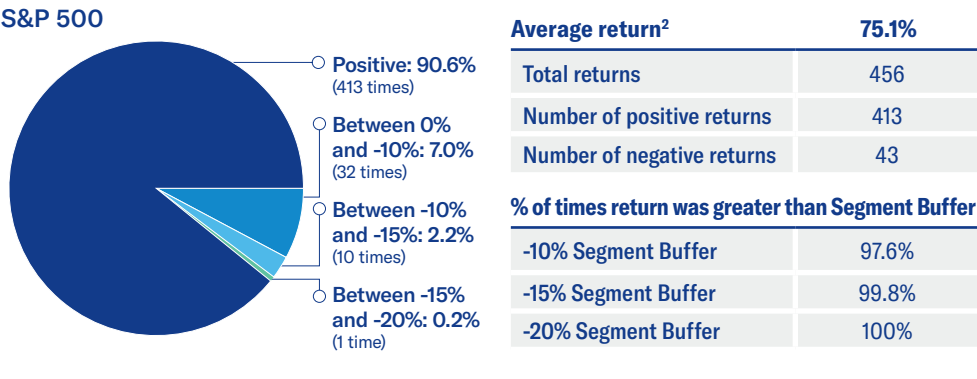 S&P 500
Positive: 90.6%
(413 times)
Between 0%
and -10%: 7.0%
(32 times)
Between -10%
and -15%: 2.2%
(10 times)
Between -15%
and -20%: 0.2%
(1 time)
Average return² 75.1%
Total returns 456
Number of positive returns 413
Number of negative returns 43
% of times return was greater than Segment Buffer
-10% Segment Buffer 97.6%
-15% Segment Buffer 99.8%
-20% Segment Buffer 100%